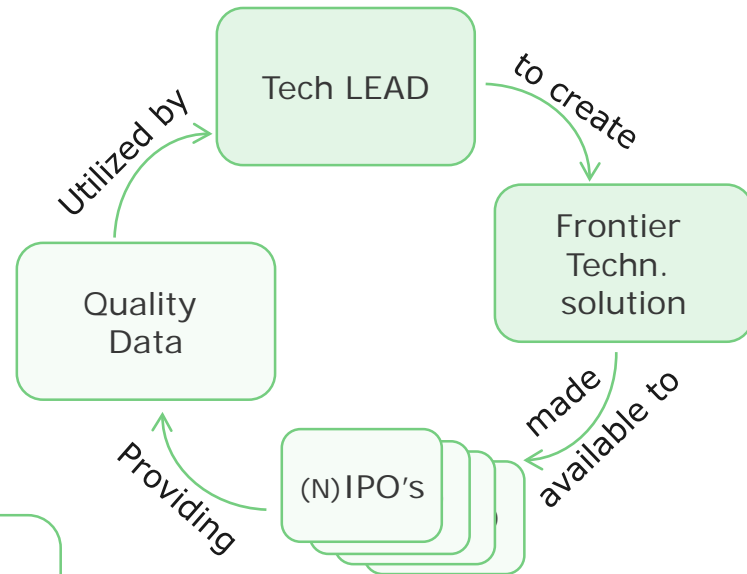 Tech LEAD
to create
Frontier
Techn.
solution
made
available to
(N)IPO's
Providing
Quality
Data
Utilized by